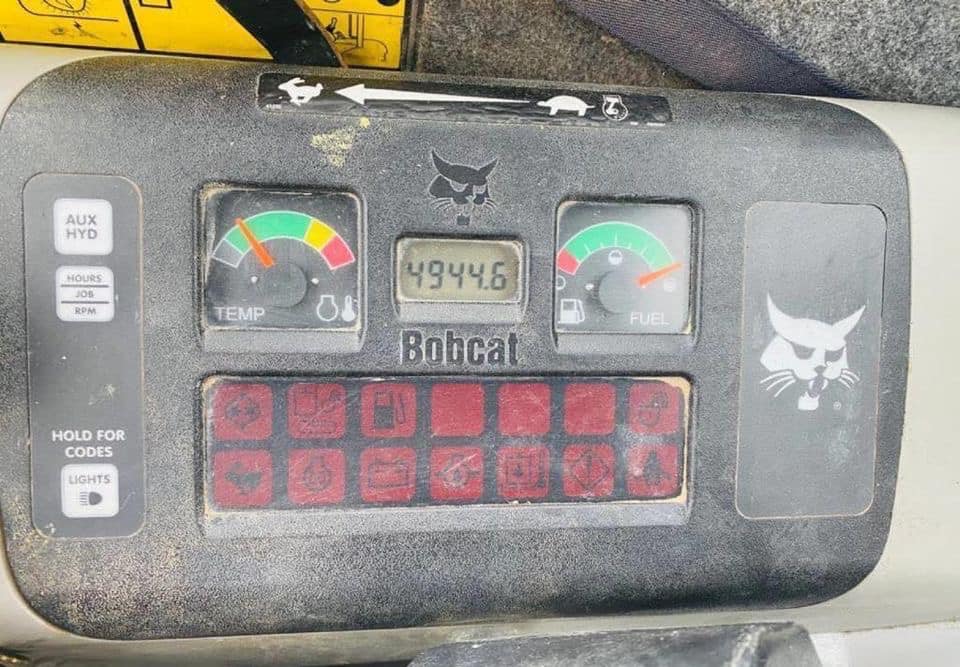 AUX
HYD
HOURS
JOB
RPM
HOLD FOR
CODES
LIGHTS
TEMP
4944.6
Bobcat
FUEL